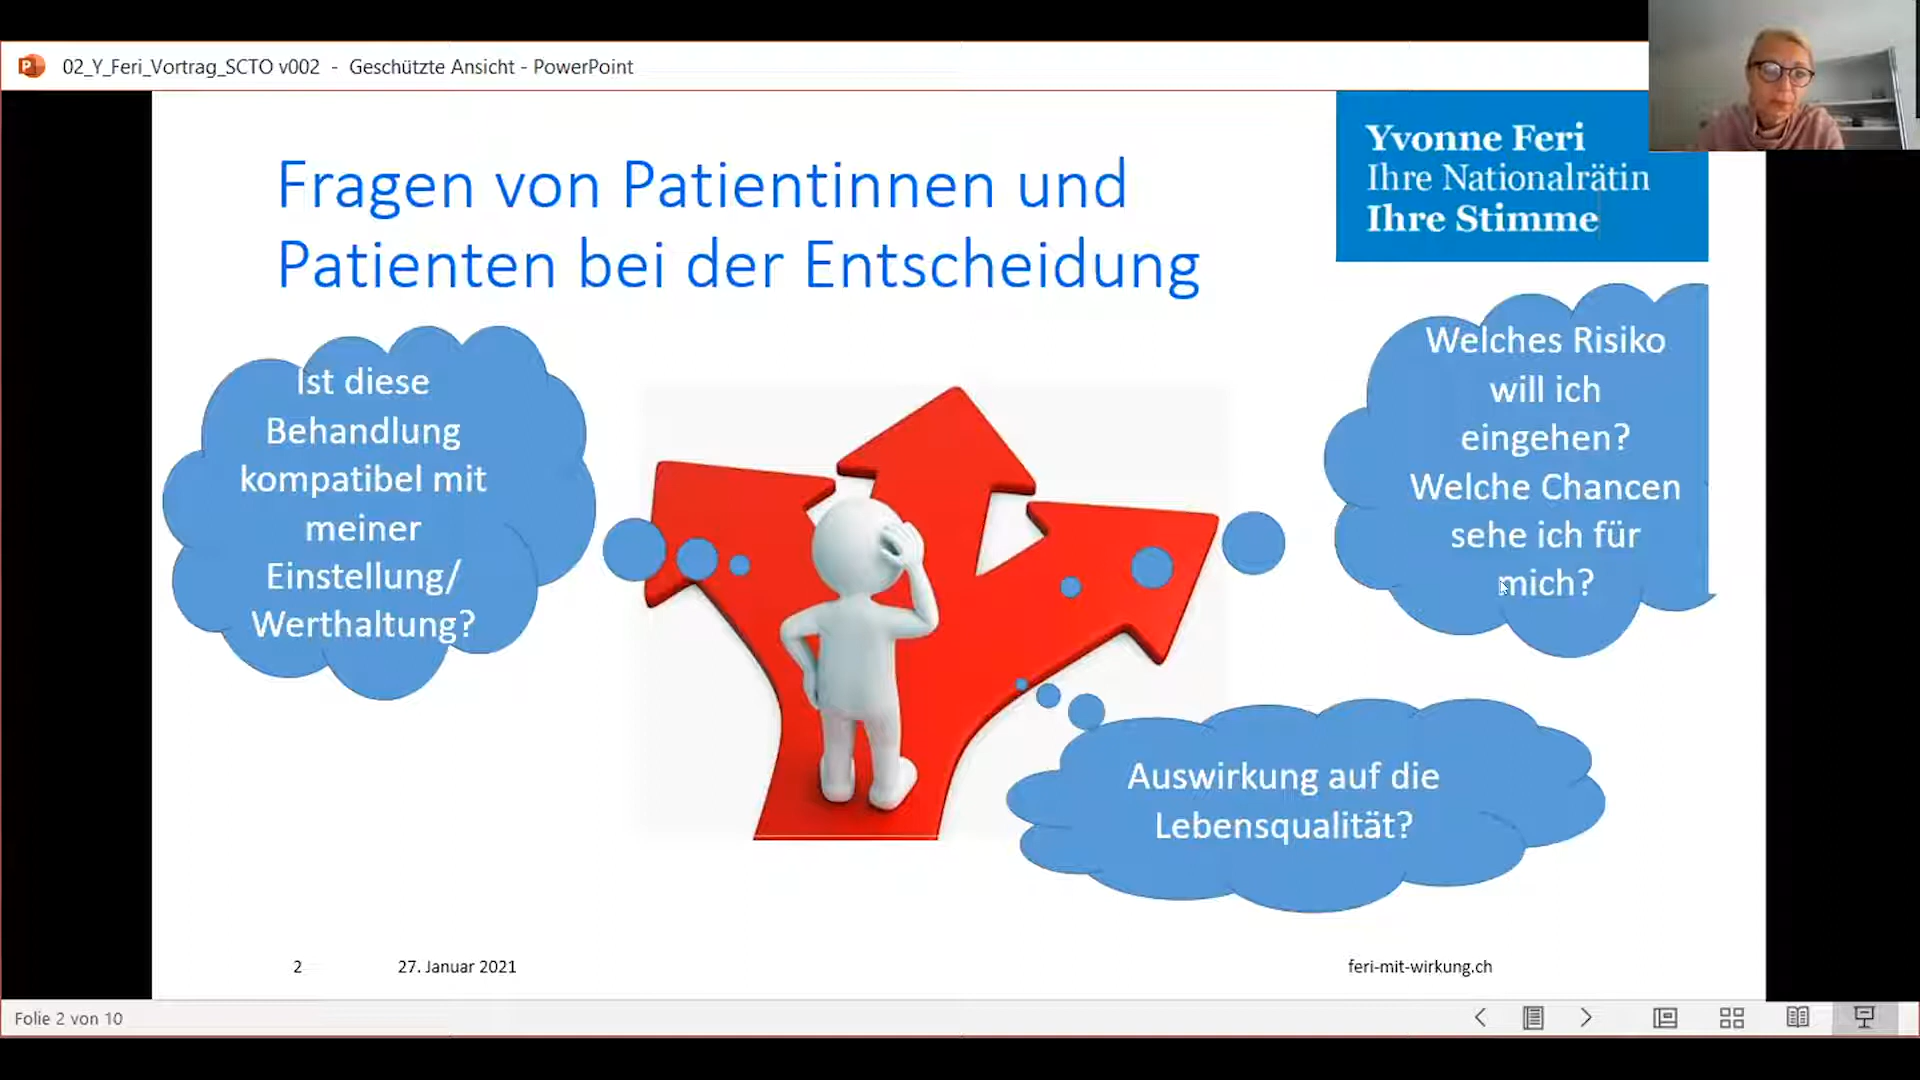 02_Y_Feri_Vortrag_SCTO v002 - Geschützte Ansicht - PowerPoint
Yvonne Feri
Ihre Nationalrätin
Ihre Stimme
Fragen von Patientinnen und
Patienten bei der Entscheidung
Ist diese
Behandlung
kompatibel mit
meiner
Einstellung/
Werthaltung?
Welches Risiko
will ich
eingehen?
Welche Chancen
sehe ich für
mich?
Auswirkung auf die
Lebensqualität?
2
27. Januar 2021
feri-mit-wirkung.ch
Folie 2 von 10